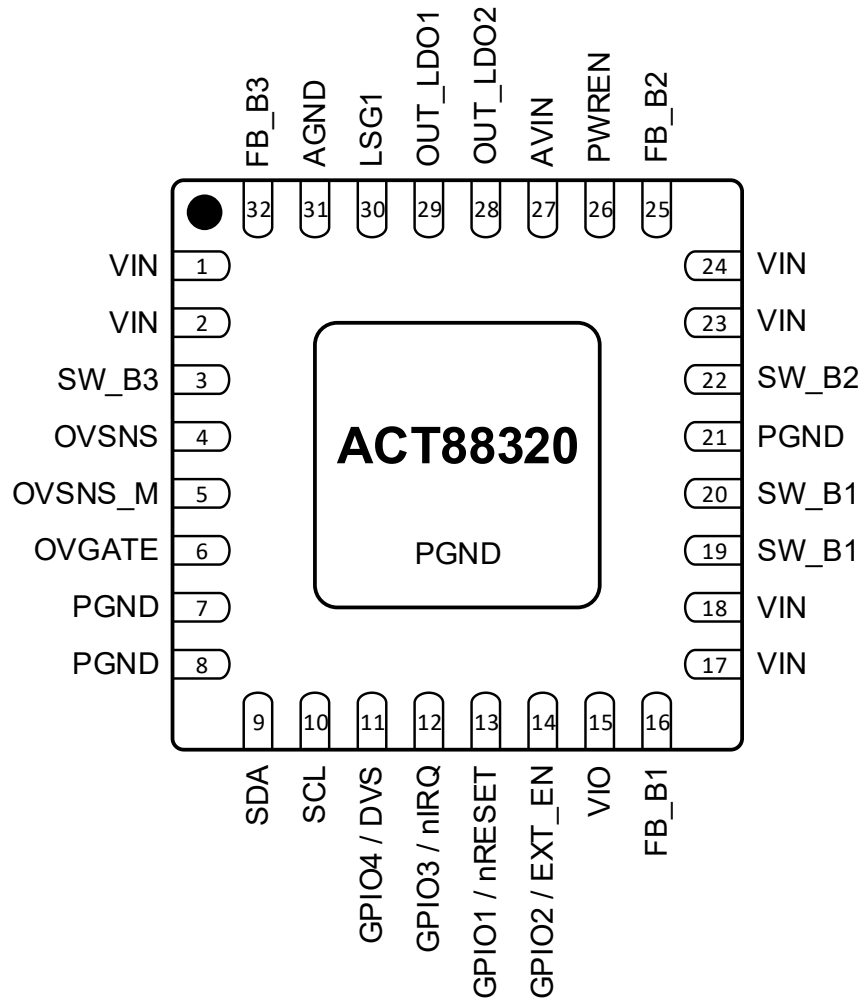 FB_B3
AGND
LSG1
OUT_LDO1
OUT_LDO2
AVIN
PWREN
FB_B2
32 31 30 29 28 27 26 25
VIN 1 24 VIN
VIN 2 23 VIN
SW_B3 3 22 SW_B2
OVSNS 4 21 PGND
OVSNS_M 5 20 SW_B1
OVGATE 6 19 SW_B1
PGND 7 18 VIN
PGND 8 17 VIN
ACT88320
PGND
9 10 11 12 13 14 15 16
SDA
SCL
GPIO4 / DVS
GPIO3 / nIRQ
GPIO1 / nRESET
GPIO2 / EXT_EN
VIO
FB_B1